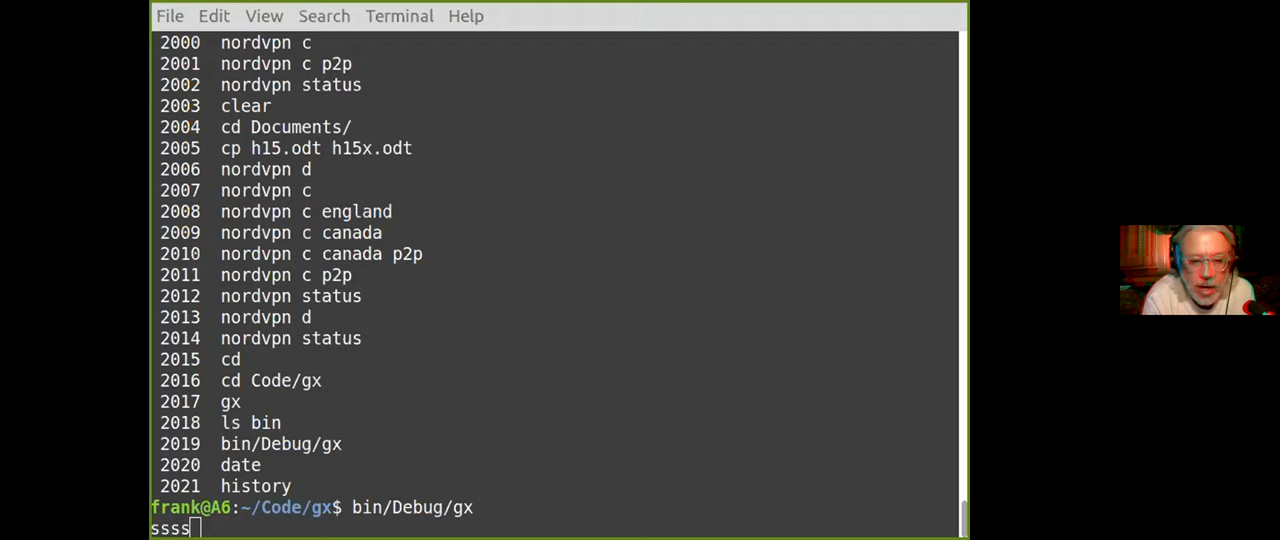 File Edit View Search Terminal Help
2000 nordvpn c
2001 nordvpn c p2p
2002 nordvpn status
2003 clear
2004 cd Documents/
2005 cp h15.odt h15x.odt
2006 nordvpn d
2007 nordvpn c
2008 nordvpn c england
2009 nordvpn c canada
2010 nordvpn c canada p2p
2011 nordvpn c p2p
2012 nordvpn status
2013 nordvpn d
2014 nordvpn status
2015 cd
2016 cd Code/gx
2017 gx
2018 ls bin
2019 bin/Debug/gx
2020 date
2021 history
frank@A6:~/Code/gx$ bin/Debug/gx
ssss